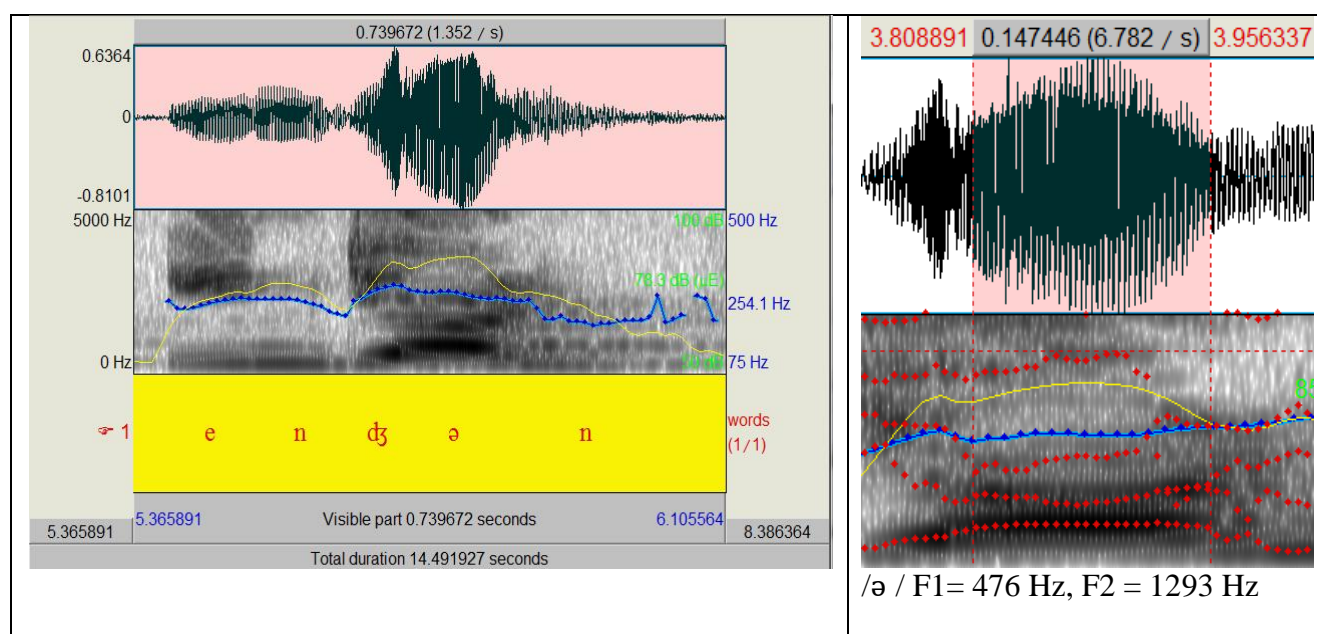 0.739672 (1.352 / s)
0.6364
0
-0.8101
5000 Hz
100 dB 500 Hz
78.3 dB (µE)
254.1 Hz
0 Hz
50 dB 75 Hz
☞ 1
e n ʤ ə n
words
(1/1)
5.365891 Visible part 0.739672 seconds 6.105564
5.365891 8.386364
Total duration 14.491927 seconds
3.808891 0.147446 (6.782 / s) 3.956337
85
/ə / F1= 476 Hz, F2 = 1293 Hz